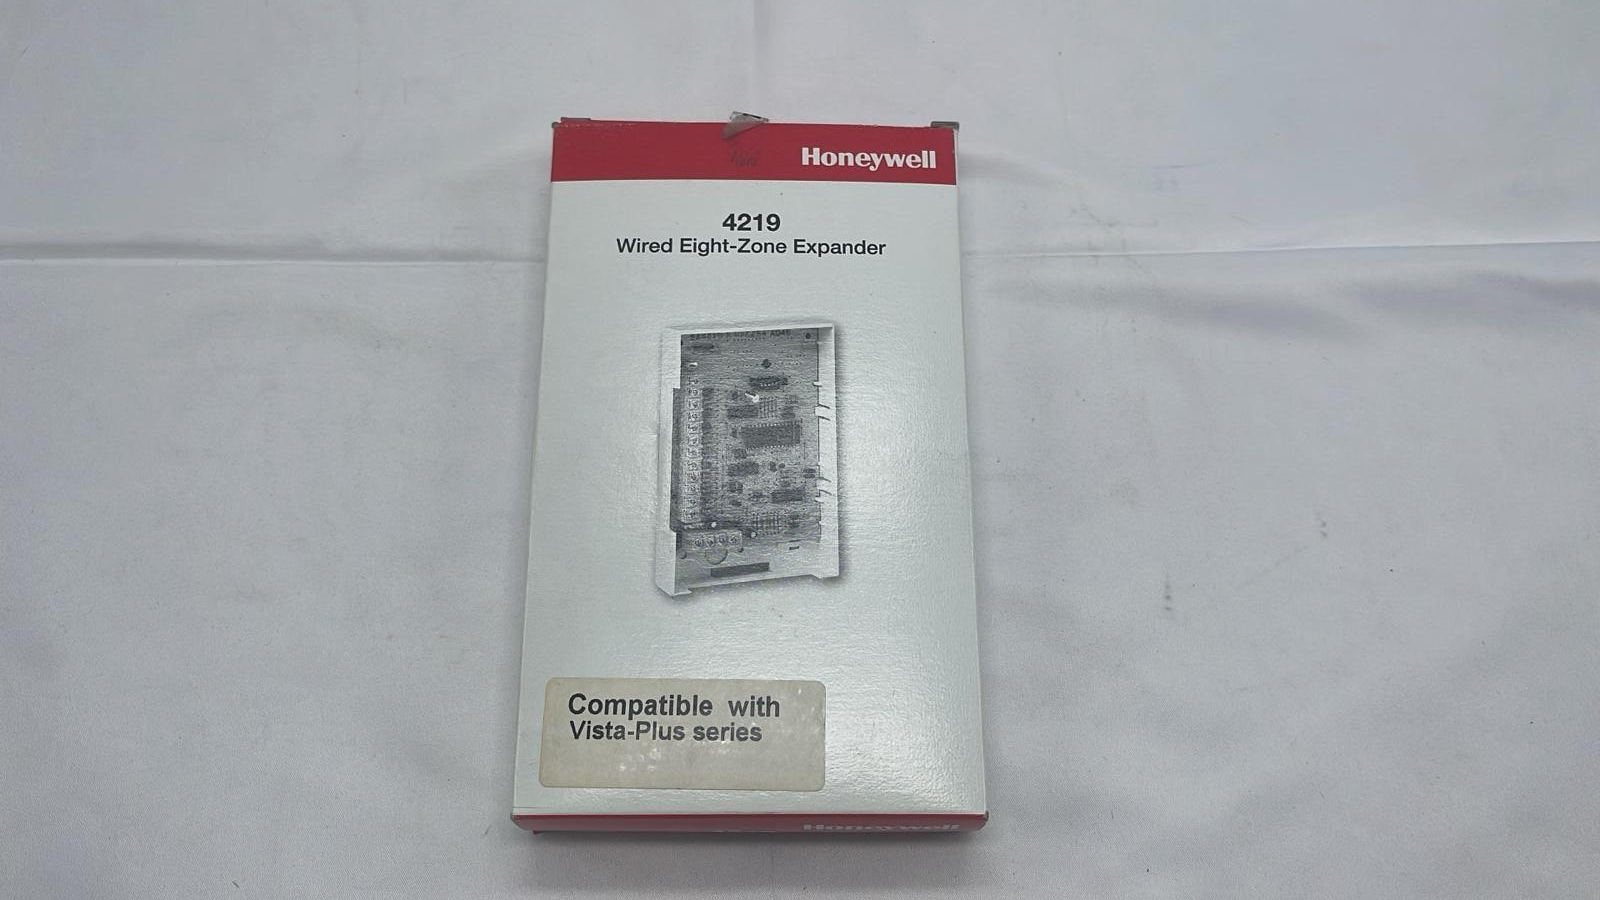 Honeywell
4219
Wired Eight-Zone Expander
Compatible with
Vista-Plus series
Honeywell